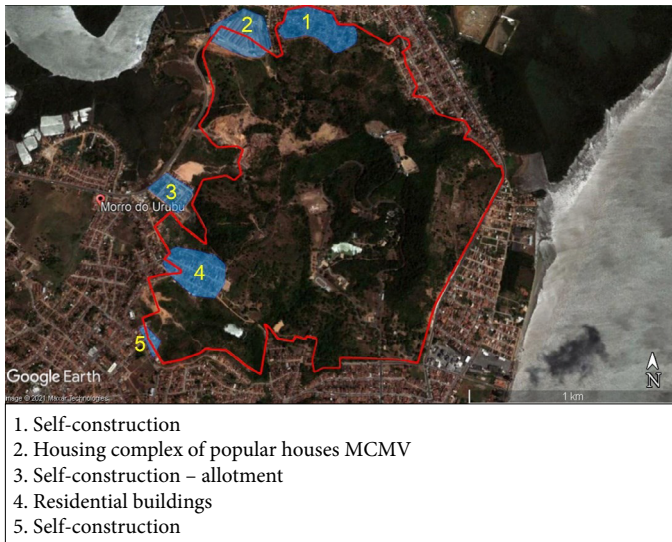 2
1
3
Morro do Urubu
4
5
Google Earth
Image © 2021 Maxar Technologies
N
1 km
1. Self-construction
2. Housing complex of popular houses MCMV
3. Self-construction – allotment
4. Residential buildings
5. Self-construction